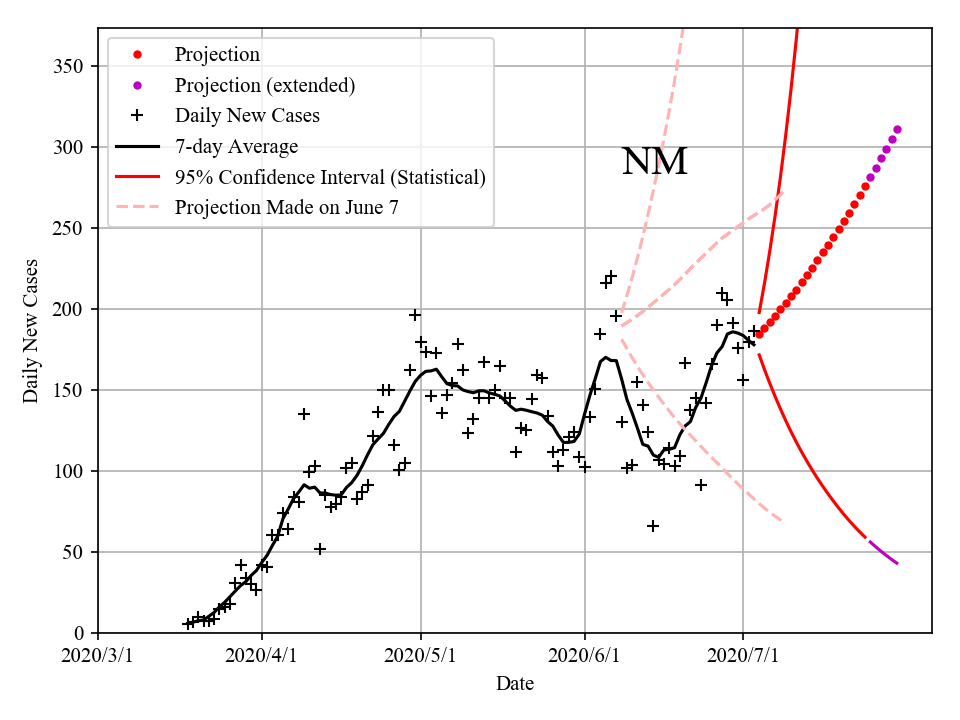 Projection
Projection (extended)
Daily New Cases
7-day Average
95% Confidence Interval (Statistical)
Projection Made on June 7
NM
350
300
250
200
150
100
50
0
Daily New Cases
2020/3/1 2020/4/1 2020/5/1 2020/6/1 2020/7/1
Date